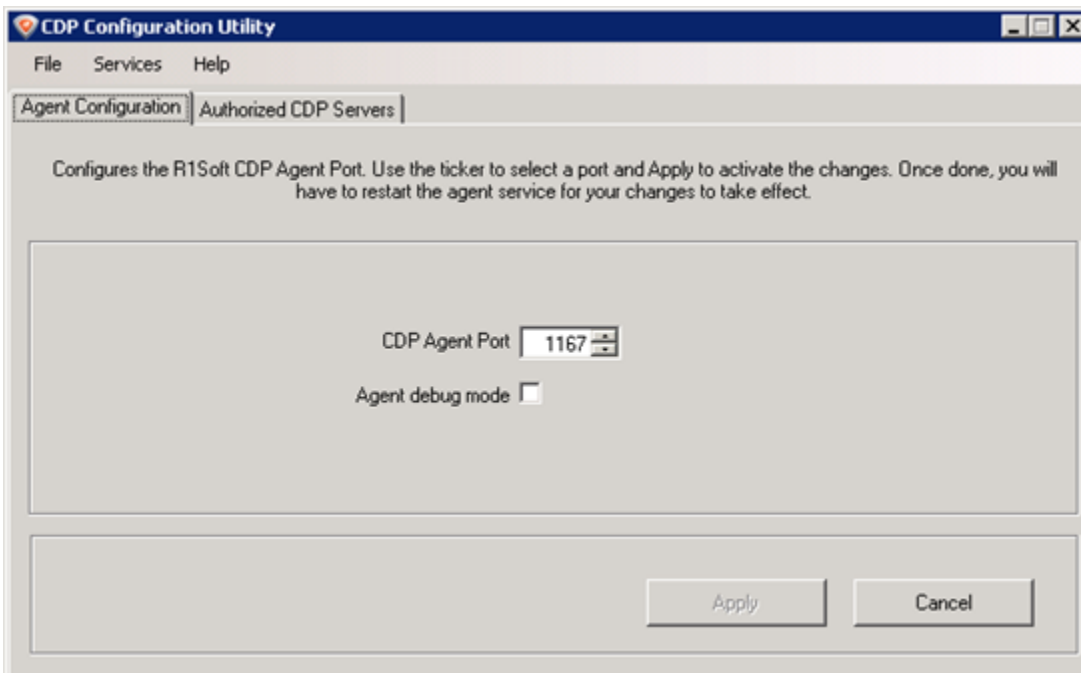 CDP Configuration Utility
File Services Help
Agent Configuration Authorized CDP Servers
Configures the R1Soft CDP Agent Port. Use the ticker to select a port and Apply to activate the changes. Once done, you will
have to restart the agent service for your changes to take effect.
CDP Agent Port 1167
Agent debug mode
Apply Cancel